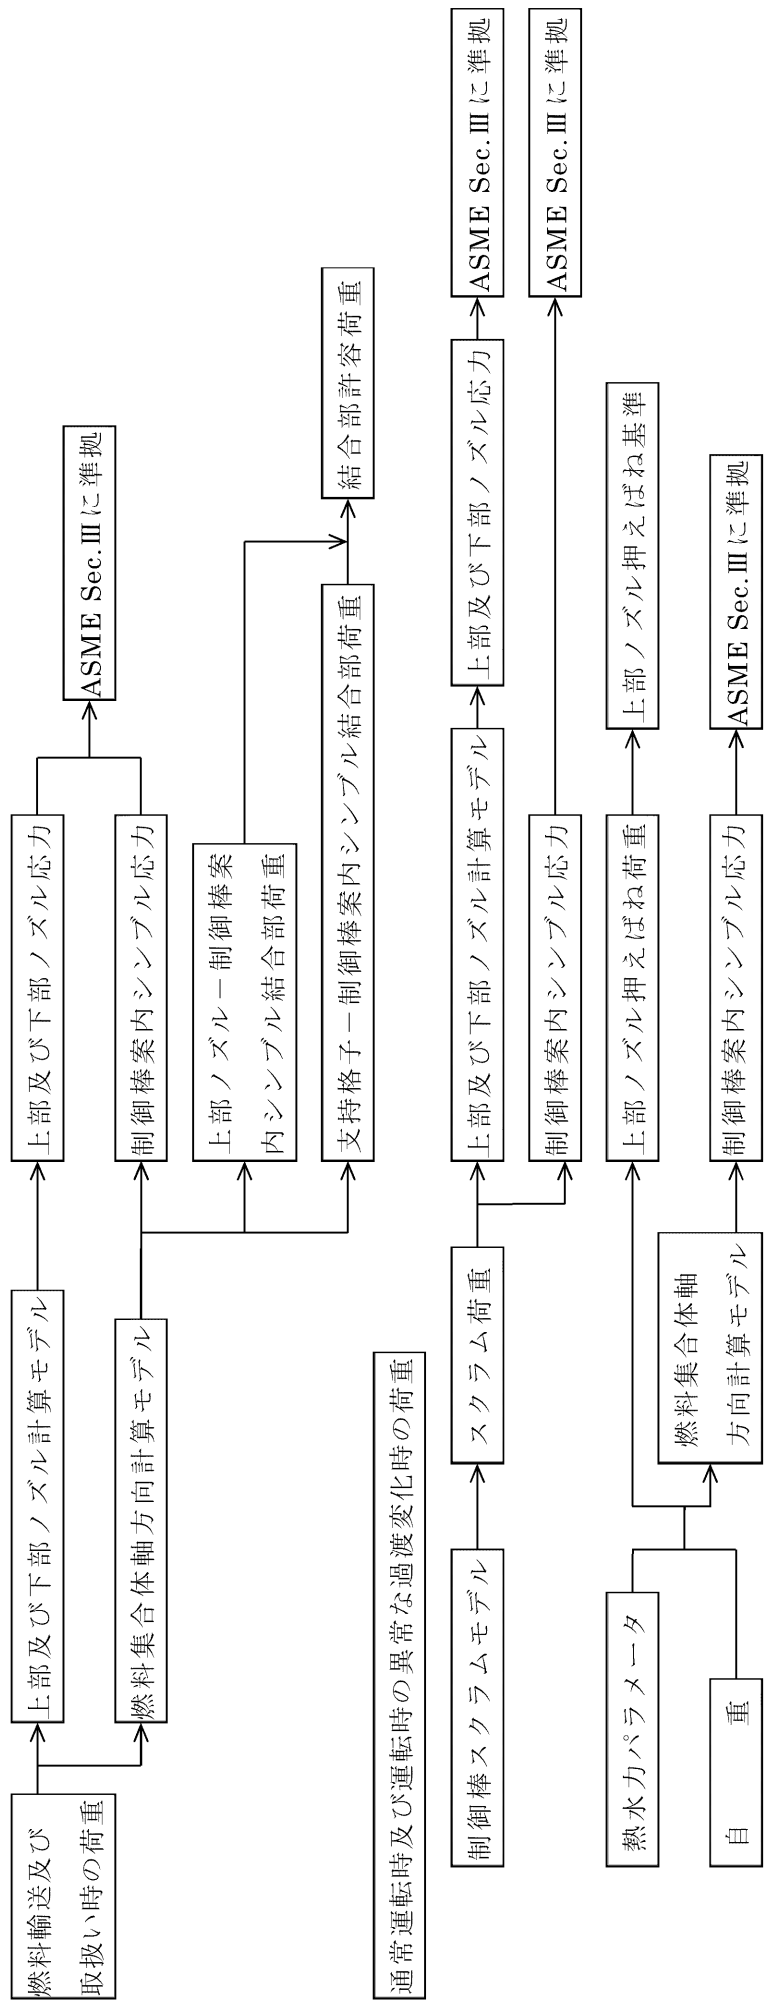 燃料輸送及び
取扱い時の荷重
上部及び下部ノズル計算モデル
上部及び下部ノズル応力
燃料集合体軸方向計算モデル
制御棒案内シンブル応力
ASME Sec.Ⅲに準拠
上部ノズル－制御棒案
内シンブル結合部荷重
支持格子－制御棒案内シンブル結合部荷重
結合部許容荷重
通常運転時及び運転時の異常な過渡変化時の荷重
制御棒スクラムモデル
スクラム荷重
上部及び下部ノズル計算モデル
上部及び下部ノズル応力
ASME Sec.Ⅲに準拠
制御棒案内シンブル応力
ASME Sec.Ⅲに準拠
熱水力パラメータ
上部ノズル押えばね荷重
上部ノズル押えばね基準
自重
燃料集合体軸
方向計算モデル
制御棒案内シンブル応力
ASME Sec.Ⅲに準拠